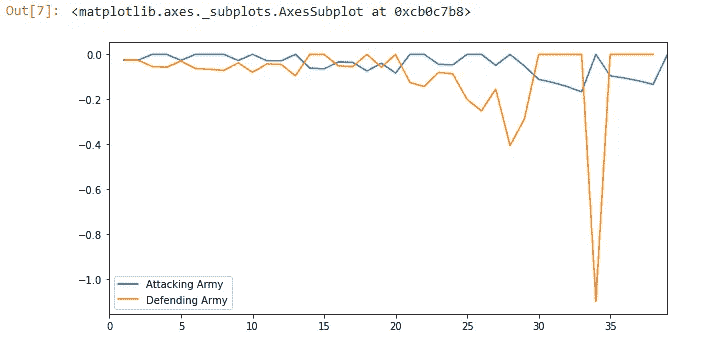 Out[7]: <matplotlib.axes._subplots.AxesSubplot at 0xcb0c7b8>
0.0
−0.2
−0.4
−0.6
−0.8
−1.0
Attacking Army
Defending Army
0 5 10 15 20 25 30 35